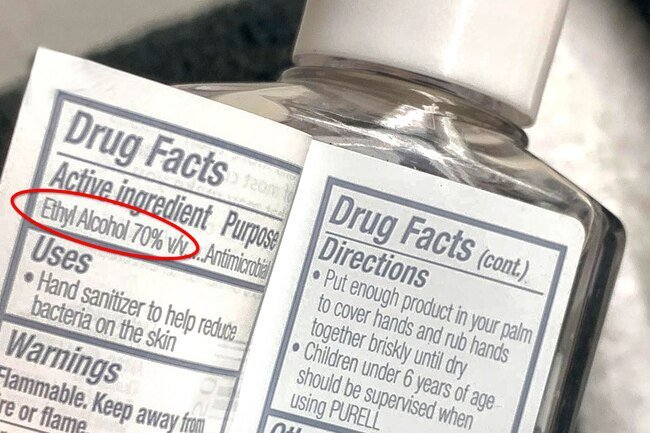 Drug Facts
Active ingredient Purpose
Ethyl Alcohol 70% v/v...Antimicrobial
Uses
• Hand sanitizer to help reduce
bacteria on the skin
Warnings
Flammable. Keep away from
or flame
Drug Facts (cont.)
Directions
• Put enough product in your palm
to cover hands and rub hands
together briskly until dry
• Children under 6 years of age
should be supervised when
using PURELL